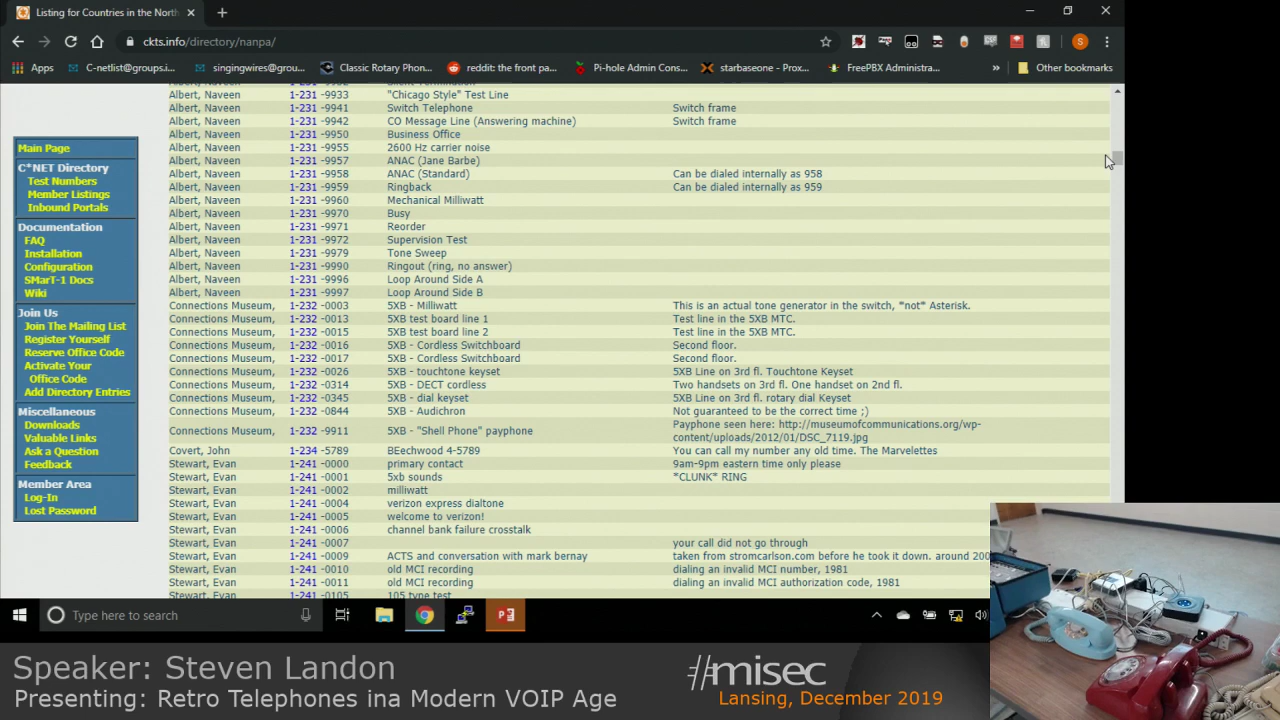 Listing for Countries in the North
ckts.info/directory/nanpa/
Apps C-netlist@groups.i... singingwires@grou... Classic Rotary Phon... reddit: the front pa... Pi-hole Admin Cons... starbaseone - Prox... FreePBX Administra... » Other bookmarks
Main Page
C*NET Directory
Test Numbers
Member Listings
Inbound Portals
Documentation
FAQ
Installation
Configuration
SMarT-1 Docs
Wiki
Join Us
Join The Mailing List
Register Yourself
Reserve Office Code
Activate Your
Office Code
Add Directory Entries
Miscellaneous
Downloads
Valuable Links
Ask a Question
Feedback
Member Area
Log-In
Lost Password
Albert, Naveen 1-231 -9933 "Chicago Style" Test Line
Albert, Naveen 1-231 -9941 Switch Telephone Switch frame
Albert, Naveen 1-231 -9942 CO Message Line (Answering machine) Switch frame
Albert, Naveen 1-231 -9950 Business Office
Albert, Naveen 1-231 -9955 2600 Hz carrier noise
Albert, Naveen 1-231 -9957 ANAC (Jane Barbe)
Albert, Naveen 1-231 -9958 ANAC (Standard) Can be dialed internally as 958
Albert, Naveen 1-231 -9959 Ringback Can be dialed internally as 959
Albert, Naveen 1-231 -9960 Mechanical Milliwatt
Albert, Naveen 1-231 -9970 Busy
Albert, Naveen 1-231 -9971 Reorder
Albert, Naveen 1-231 -9972 Supervision Test
Albert, Naveen 1-231 -9979 Tone Sweep
Albert, Naveen 1-231 -9990 Ringout (ring, no answer)
Albert, Naveen 1-231 -9996 Loop Around Side A
Albert, Naveen 1-231 -9997 Loop Around Side B
Connections Museum, 1-232 -0003 5XB - Milliwatt This is an actual tone generator in the switch, *not* Asterisk.
Connections Museum, 1-232 -0013 5XB test board line 1 Test line in the 5XB MTC.
Connections Museum, 1-232 -0015 5XB test board line 2 Test line in the 5XB MTC.
Connections Museum, 1-232 -0016 5XB - Cordless Switchboard Second floor.
Connections Museum, 1-232 -0017 5XB - Cordless Switchboard Second floor.
Connections Museum, 1-232 -0026 5XB - touchtone keyset 5XB Line on 3rd fl. Touchtone Keyset
Connections Museum, 1-232 -0314 5XB - DECT cordless Two handsets on 3rd fl. One handset on 2nd fl.
Connections Museum, 1-232 -0345 5XB - dial keyset 5XB Line on 3rd fl. rotary dial Keyset
Connections Museum, 1-232 -0844 5XB - Audichron Not guaranteed to be the correct time ;)
Connections Museum, 1-232 -9911 5XB - "Shell Phone" payphone Payphone seen here: http://museumofcommunications.org/wp-
content/uploads/2012/01/DSC_7119.jpg
Covert, John 1-234 -5789 BEechwood 4-5789 You can call my number any old time. The Marvelettes
Stewart, Evan 1-241 -0000 primary contact 9am-9pm eastern time only please
Stewart, Evan 1-241 -0001 5xb sounds *CLUNK* RING
Stewart, Evan 1-241 -0002 milliwatt
Stewart, Evan 1-241 -0004 verizon express dialtone
Stewart, Evan 1-241 -0005 welcome to verizon!
Stewart, Evan 1-241 -0006 channel bank failure crosstalk
Stewart, Evan 1-241 -0007 your call did not go through
Stewart, Evan 1-241 -0009 ACTS and conversation with mark bernay taken from stromcarlson.com before he took it down. around 200
Stewart, Evan 1-241 -0010 old MCI recording dialing an invalid MCI number, 1981
Stewart, Evan 1-241 -0011 old MCI recording dialing an invalid MCI authorization code, 1981
Stewart, Evan 1-241 -0105 105 type test
Type here to search
Speaker: Steven Landon
Presenting: Retro Telephones ina Modern VOIP Age
#misec
Lansing, December 2019